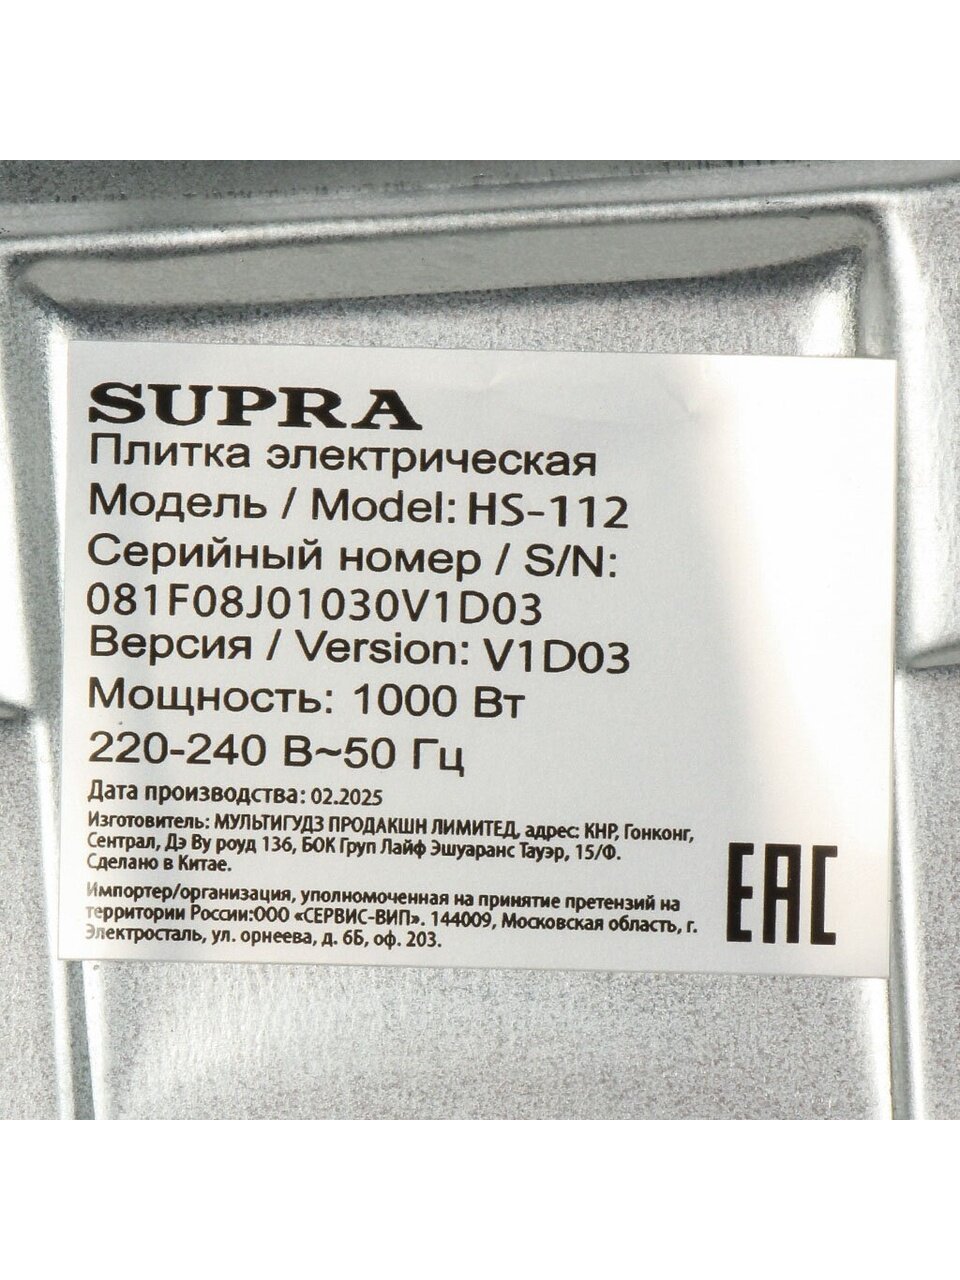 SUPRA
Плитка электрическая
Модель / Model: HS-112
Серийный номер / S/N:
081F08J01030V1D03
Версия / Version: V1D03
Мощность: 1000 Вт
220-240 В~50 Гц
Дата производства: 02.2025
Изготовитель: МУЛЬТИГУДЗ ПРОДАКШН ЛИМИТЕД, адрес: КНР, Гонконг,
Сентрал, Дэ Ву роуд 136, БОК Груп Лайф Эшуаранс Тауэр, 15/Ф.
Сделано в Китае.
Импортер/организация, уполномоченная на принятие претензий на
территории России:ООО «СЕРВИС-ВИП». 144009, Московская область, г.
Электросталь, ул. орнеева, д. 6Б, оф. 203.
EAC